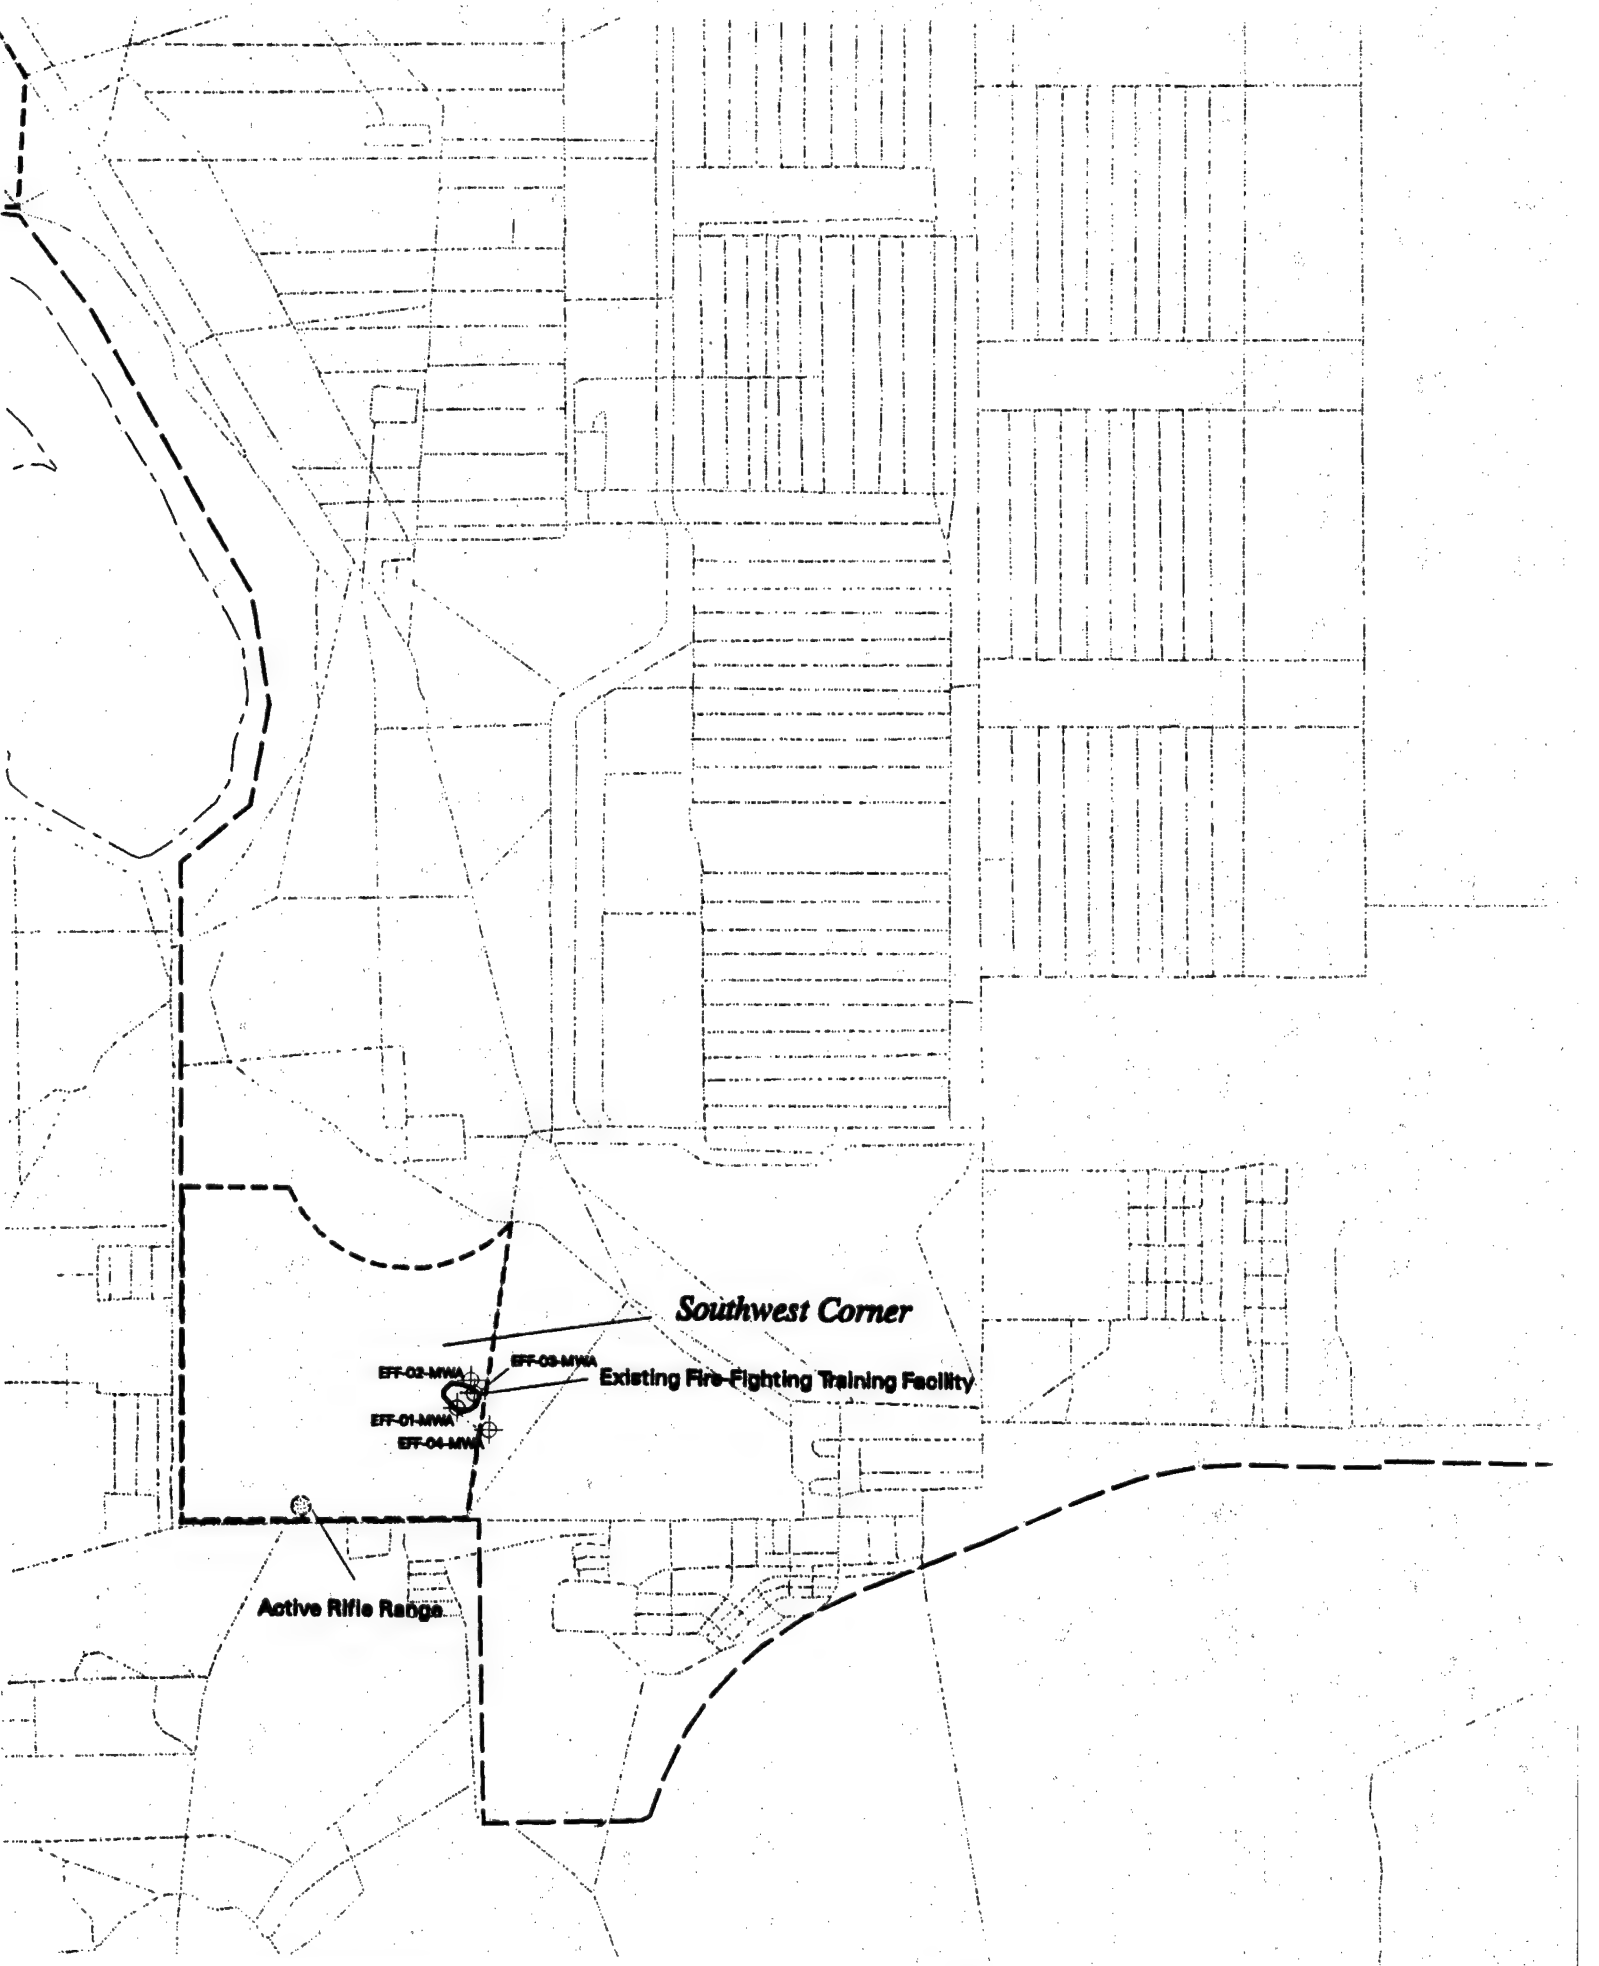 Southwest Corner
EFF-03-MWA
EFF-02-MWA
Existing Fire-Fighting Training Facility
EFF-01-MWA
EFF-04-MWA
Active Rifle Range